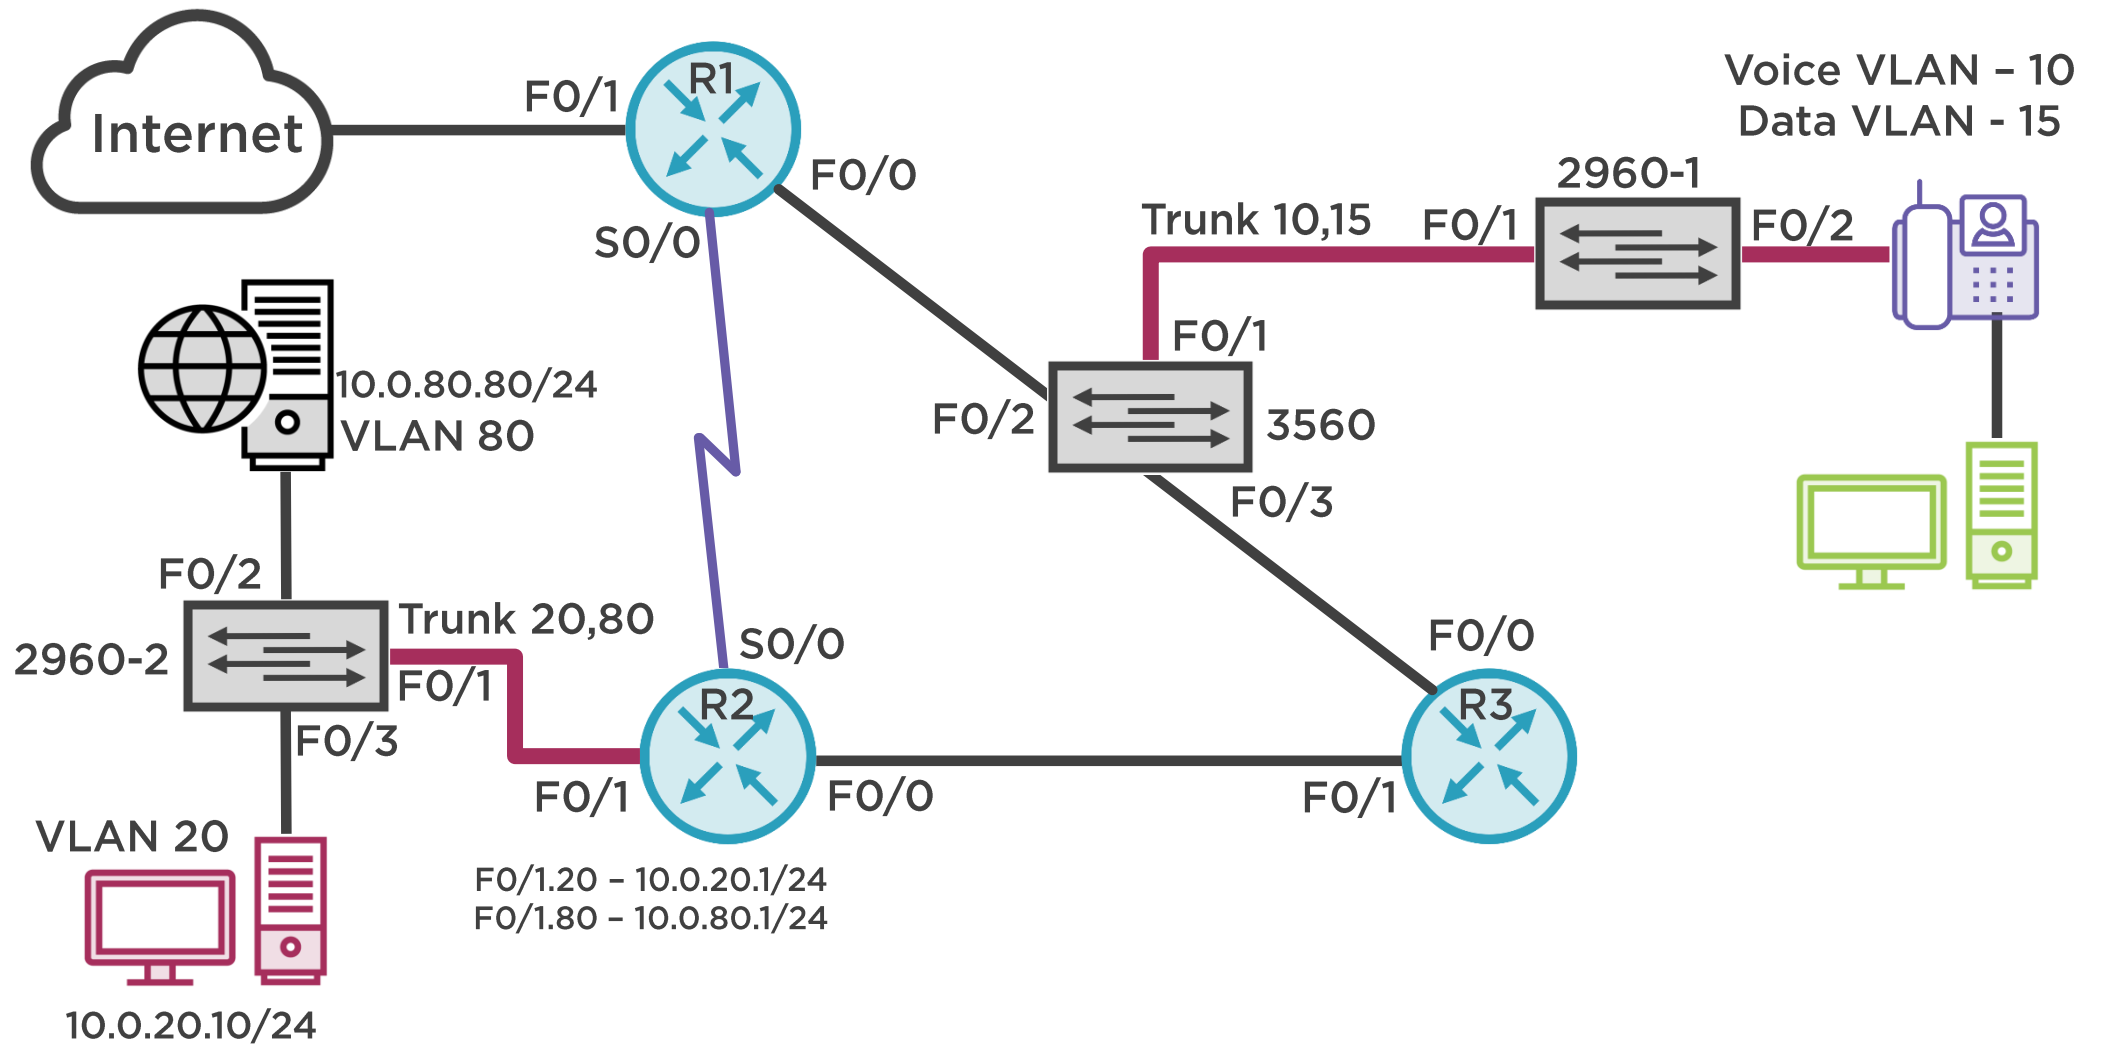 Internet
F0/1
R1
F0/0
S0/0
Voice VLAN – 10
Data VLAN - 15
2960-1
Trunk 10,15
F0/1
F0/2
F0/1
F0/2
3560
F0/3
10.0.80.80/24
VLAN 80
F0/2
2960-2
Trunk 20,80
F0/1
F0/3
S0/0
R2
F0/1
F0/0
F0/0
R3
F0/1
VLAN 20
10.0.20.10/24
F0/1.20 – 10.0.20.1/24
F0/1.80 – 10.0.80.1/24